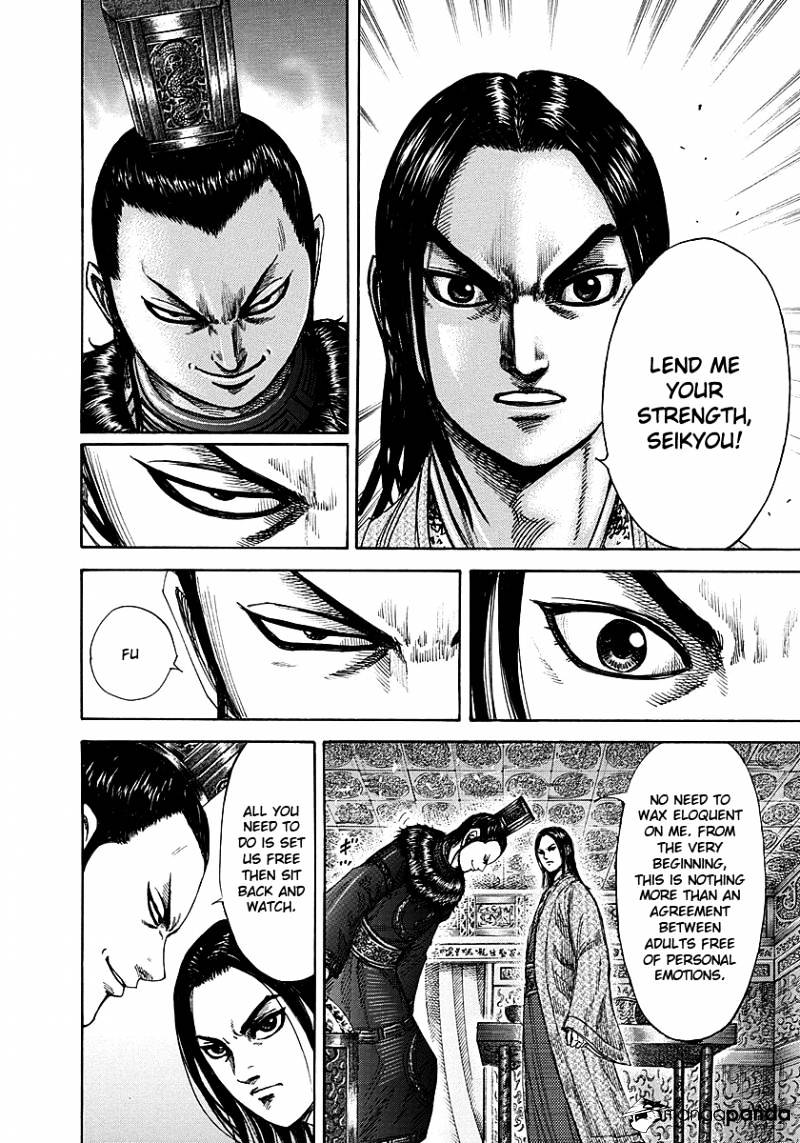 LEND ME
YOUR
STRENGTH,
SEIKYOU!
FU
NO NEED TO
WAX ELOQUENT
ON ME. FROM
THE VERY
BEGINNING,
THIS IS NOTHING
MORE THAN AN
AGREEMENT
BETWEEN
ADULTS FREE
OF PERSONAL
EMOTIONS.
ALL YOU
NEED TO
DO IS SET
US FREE
THEN SIT
BACK AND
WATCH.
mangapanda